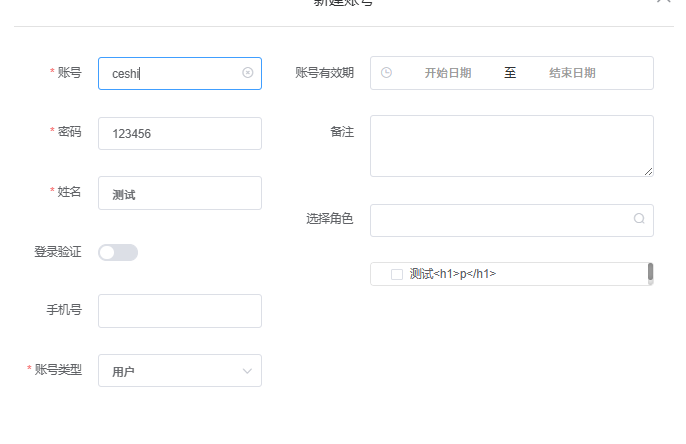 新建账号
* 账号 ceshi
* 密码 123456
* 姓名 测试
登录验证
手机号
* 账号类型 用户
账号有效期 开始日期 至 结束日期
备注
选择角色
测试<h1>p</h1>